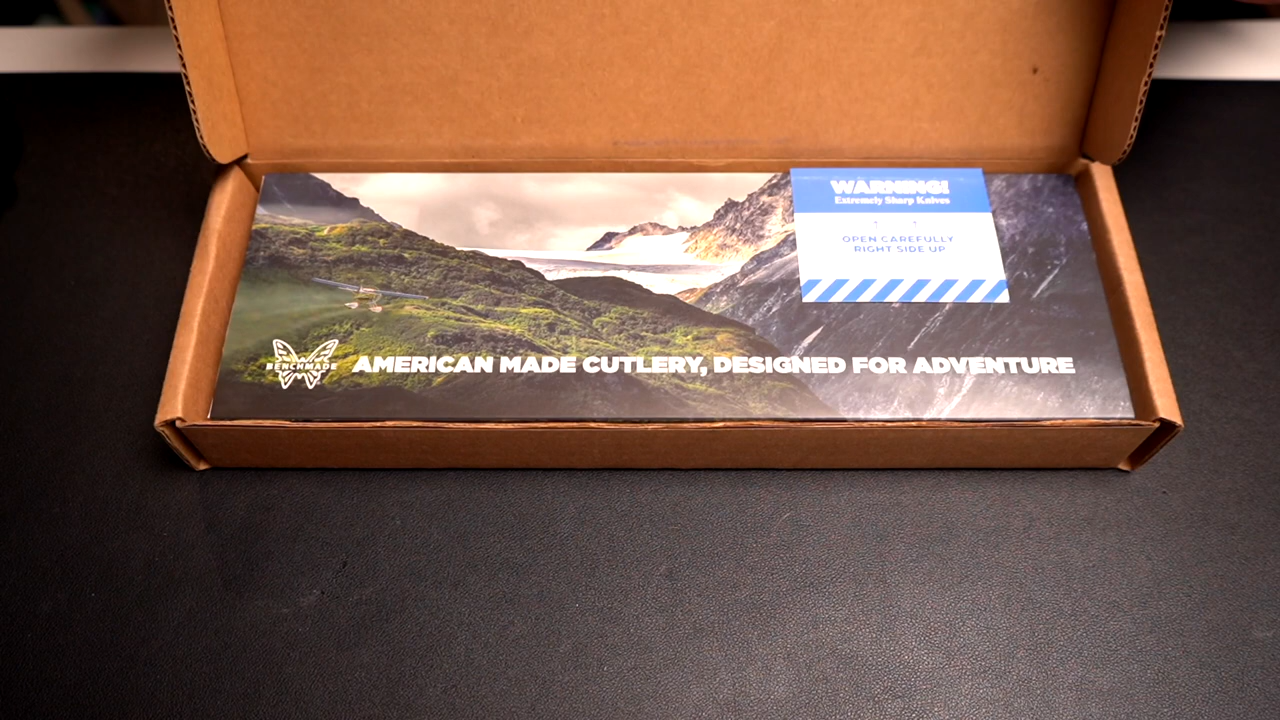 WARNING!
Extremely Sharp Knives
OPEN CAREFULLY
RIGHT SIDE UP
BENCHMADE
AMERICAN MADE CUTLERY, DESIGNED FOR ADVENTURE